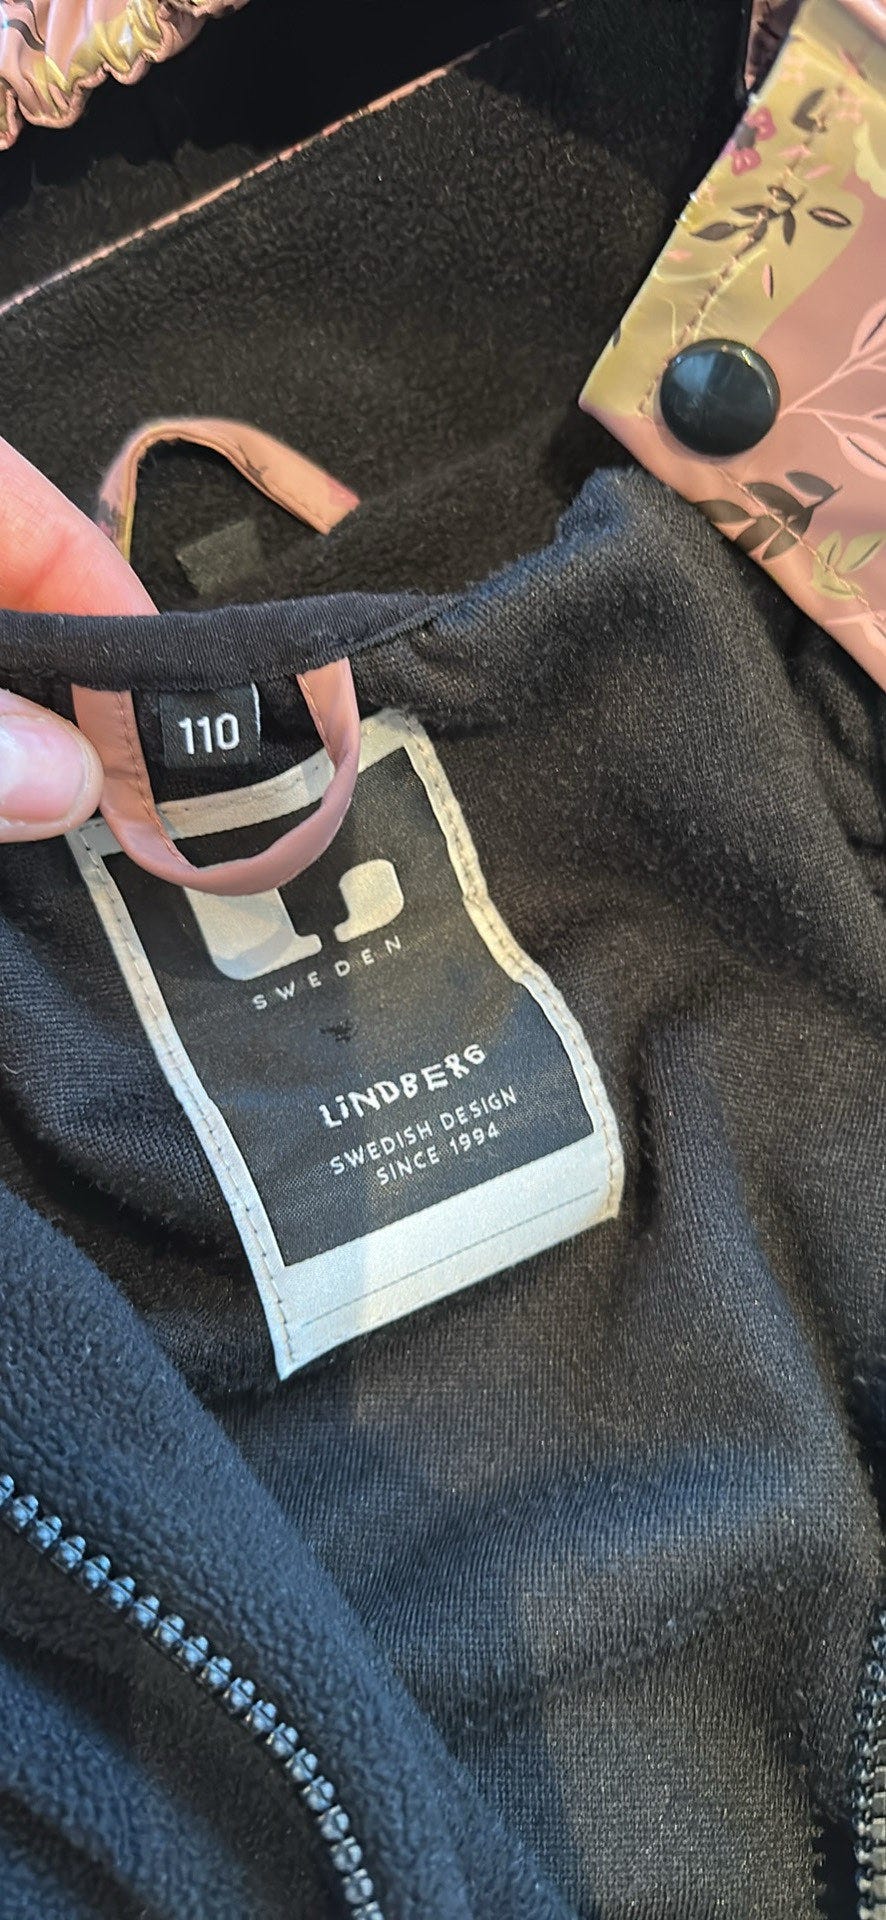 110
SWEDEN
LINDBERG
SWEDISH DESIGN
SINCE 1994